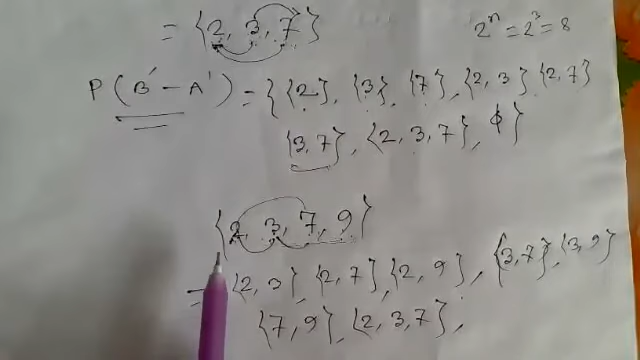 = {2, 3, 7}
2ⁿ = 2³ = 8
P(B' - A') = { {2}, {3}, {7}, {2, 3} {2, 7}
{3, 7}, {2, 3, 7}, ϕ}
{2, 3, 7, 9}
= {2, 3}, {2, 7}, {2, 9}, {3, 7}, {3, 9}
{7, 9}, {2, 3, 7},